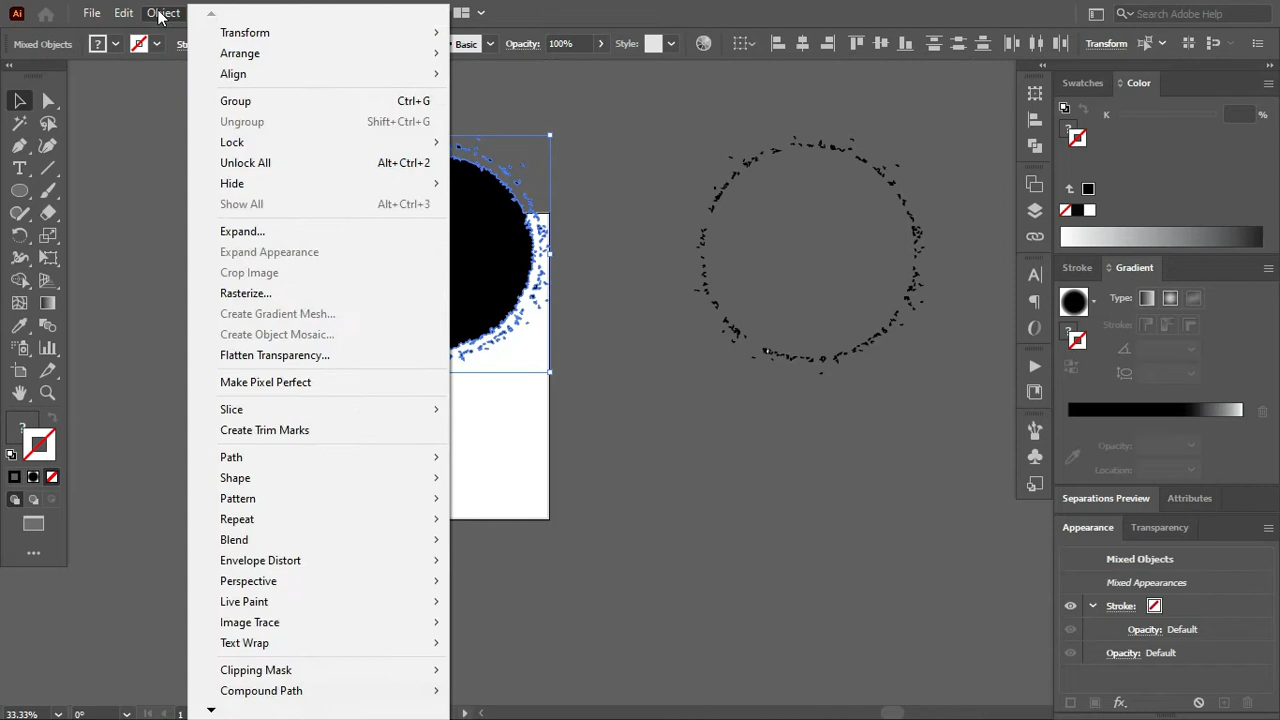 Ai File Edit Object Search Adobe Help
Mixed Objects ? Basic Opacity: 100% Style: Transform
Transform
Arrange
Align
Group Ctrl+G
Ungroup Shift+Ctrl+G
Lock
Unlock All Alt+Ctrl+2
Hide
Show All Alt+Ctrl+3
Expand...
Expand Appearance
Crop Image
Rasterize...
Create Gradient Mesh...
Create Object Mosaic...
Flatten Transparency...
Make Pixel Perfect
Slice
Create Trim Marks
Path
Shape
Pattern
Repeat
Blend
Envelope Distort
Perspective
Live Paint
Image Trace
Text Wrap
Clipping Mask
Compound Path
Swatches Color
K %
Stroke Gradient
Type:
Strokes:
Opacity:
Location:
Separations Preview Attributes
Appearance Transparency
Mixed Objects
Mixed Appearances
Stroke:
Opacity: Default
Opacity: Default
fx
33.33% 0° 1